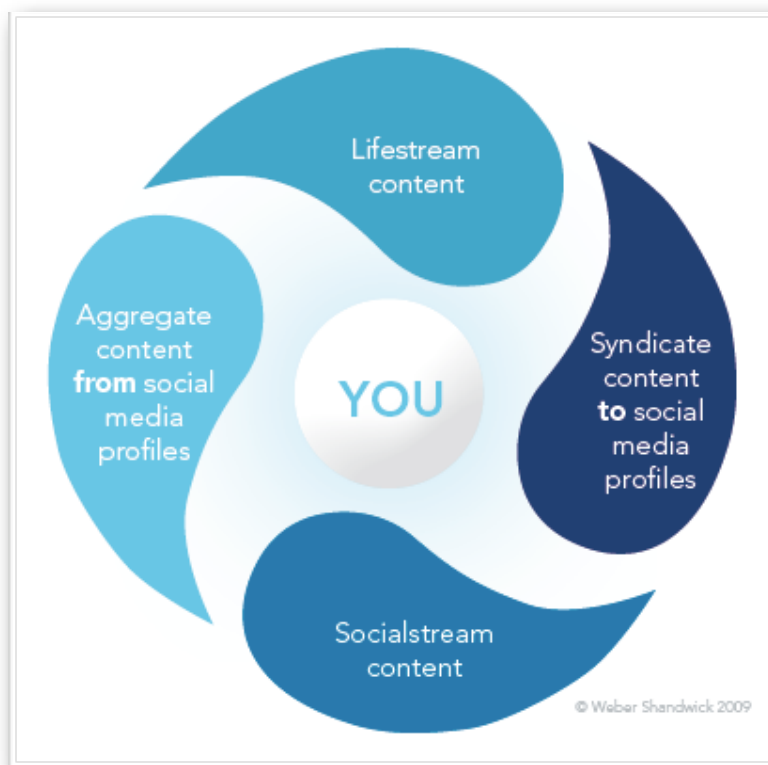 Lifestream
content
Syndicate
content
to social
media
profiles
Aggregate
content
from social
media
profiles
YOU
Socialstream
content
© Weber Shandwick 2009